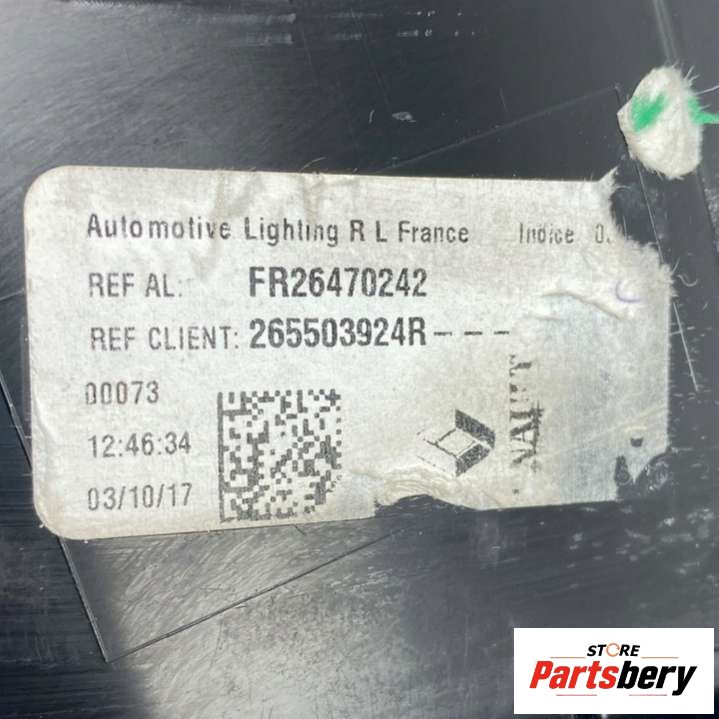 Automotive Lighting R L France Indice
REF AL: FR26470242
REF CLIENT: 265503924R---
00073
12:46:34
03/10/17
STORE
Partsbery